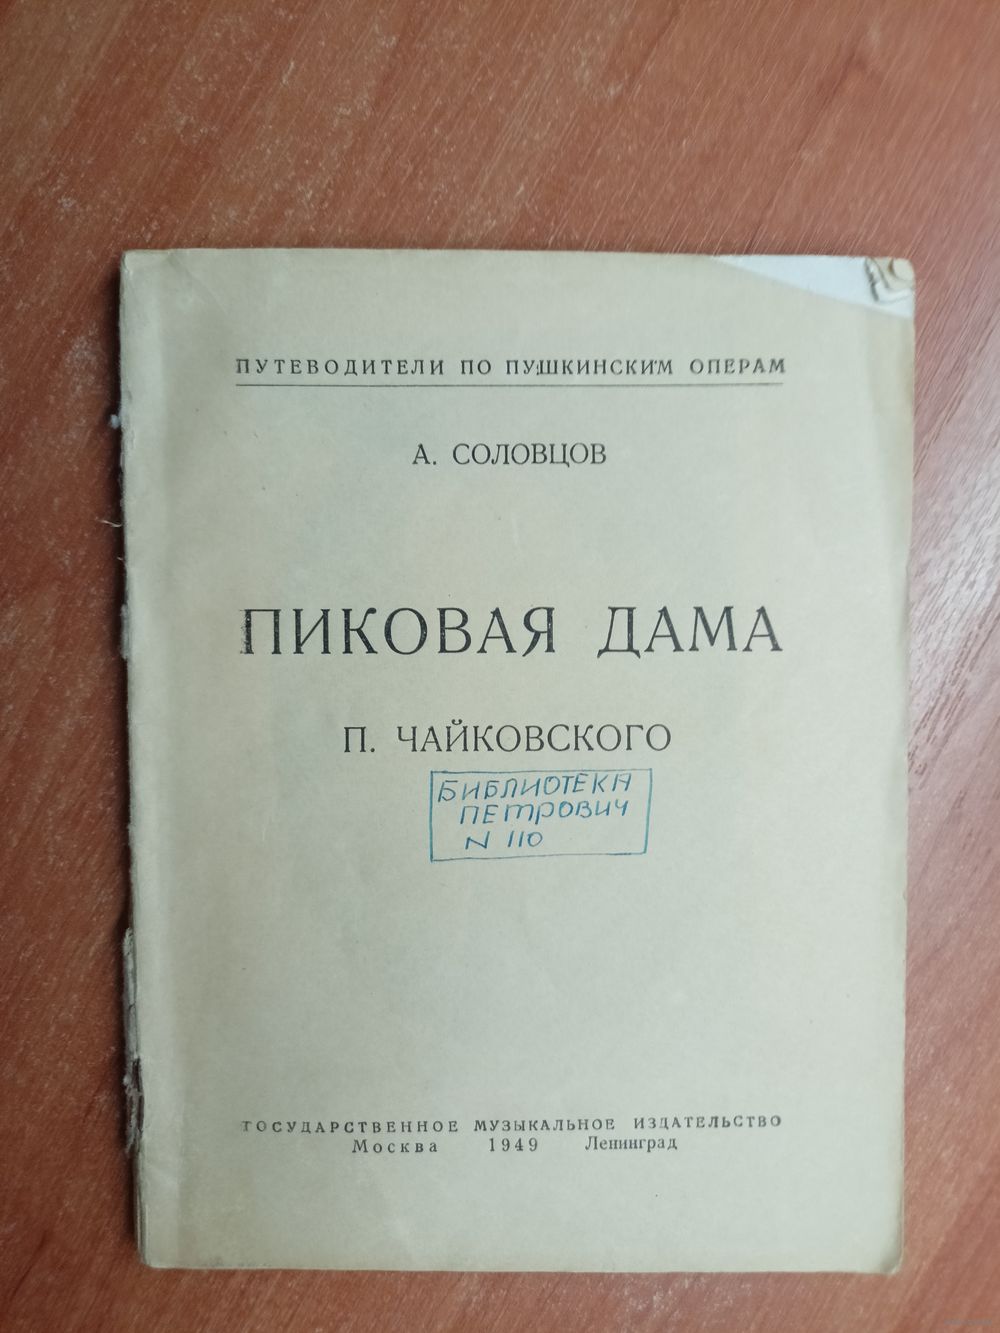 ПУТЕВОДИТЕЛИ ПО ПУШКИНСКИМ ОПЕРАМ
А. СОЛОВЦОВ
ПИКОВАЯ ДАМА
П. ЧАЙКОВСКОГО
БИБЛИОТЕКА
ПЕТРОВИЧ
N 110
ГОСУДАРСТВЕННОЕ МУЗЫКАЛЬНОЕ ИЗДАТЕЛЬСТВО
Москва 1949 Ленинград